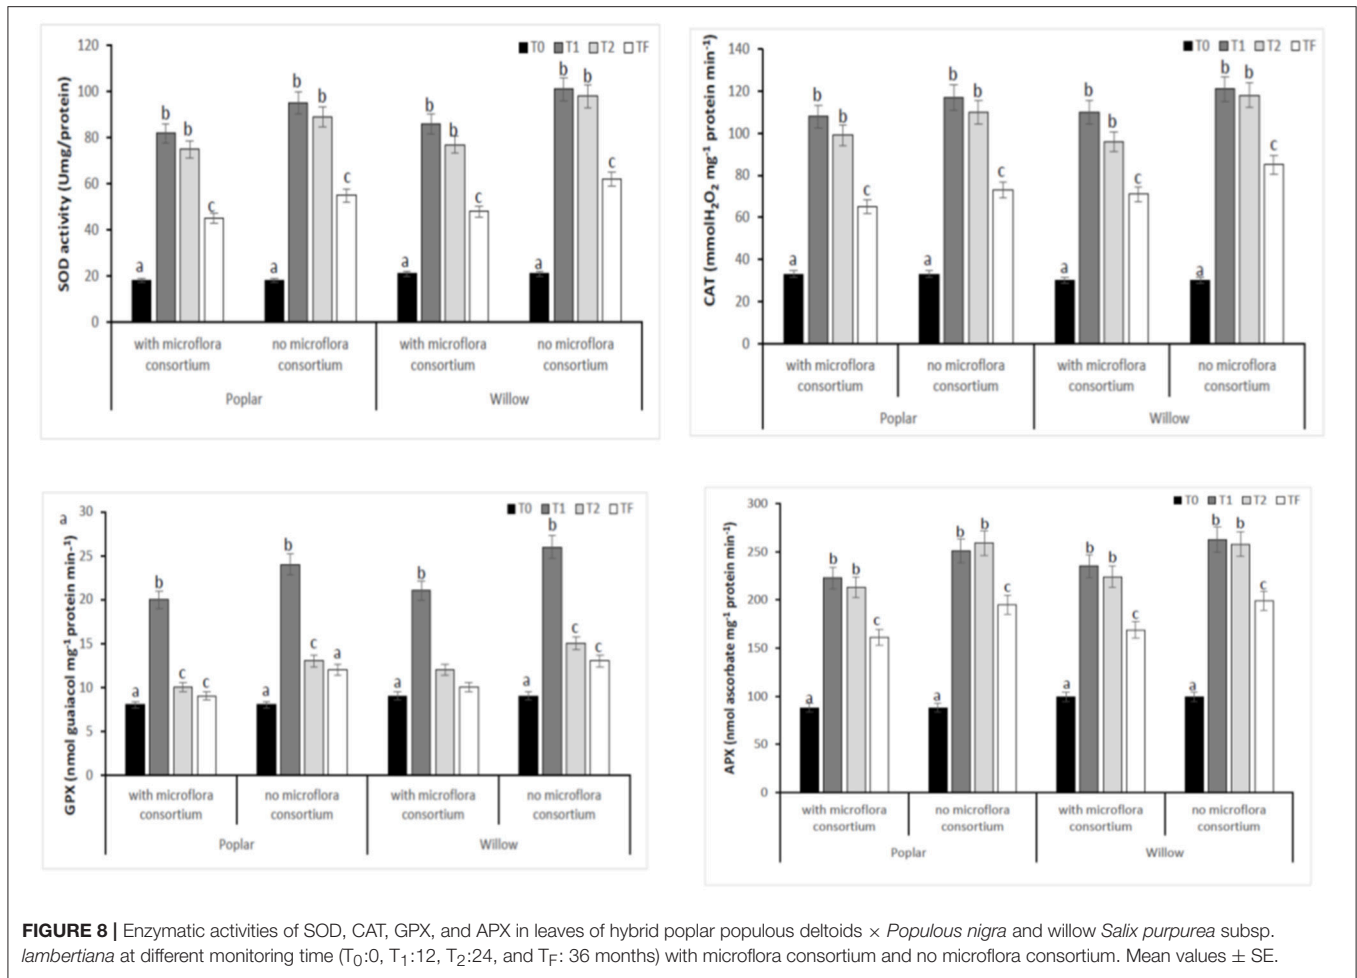 SOD activity (Umg/protein)
120
100
80
60
40
20
0
T0 T1 T2 TF
a b b c
a b b c
a b b c
a b b c
with microflora consortium
no microflora consortium
with microflora consortium
no microflora consortium
Poplar
Willow
CAT (mmolH₂O₂ mg⁻¹ protein min⁻¹)
140
120
100
80
60
40
20
0
T0 T1 T2 TF
a b b c
a b b c
a b b c
a b b c
with microflora consortium
no microflora consortium
with microflora consortium
no microflora consortium
Poplar
Willow
a
GPX (nmol guaiacol mg⁻¹ protein min-¹)
30
25
20
15
10
5
0
T0 T1 T2 TF
a b c c
a b c a
a b
a b c c
with microflora consortium
no microflora consortium
with microflora consortium
no microflora consortium
Poplar
Willow
APX (nmol ascorbate mg⁻¹ protein min⁻¹)
300
250
200
150
100
50
0
T0 T1 T2 TF
a b b c
a b b c
a b b c
a b b c
with microflora consortium
no microflora consortium
with microflora consortium
no microflora consortium
Poplar
Willow
FIGURE 8 | Enzymatic activities of SOD, CAT, GPX, and APX in leaves of hybrid poplar populous deltoids × Populous nigra and willow Salix purpurea subsp.
lambertiana at different monitoring time (T₀:0, T₁:12, T₂:24, and T_F: 36 months) with microflora consortium and no microflora consortium. Mean values ± SE.